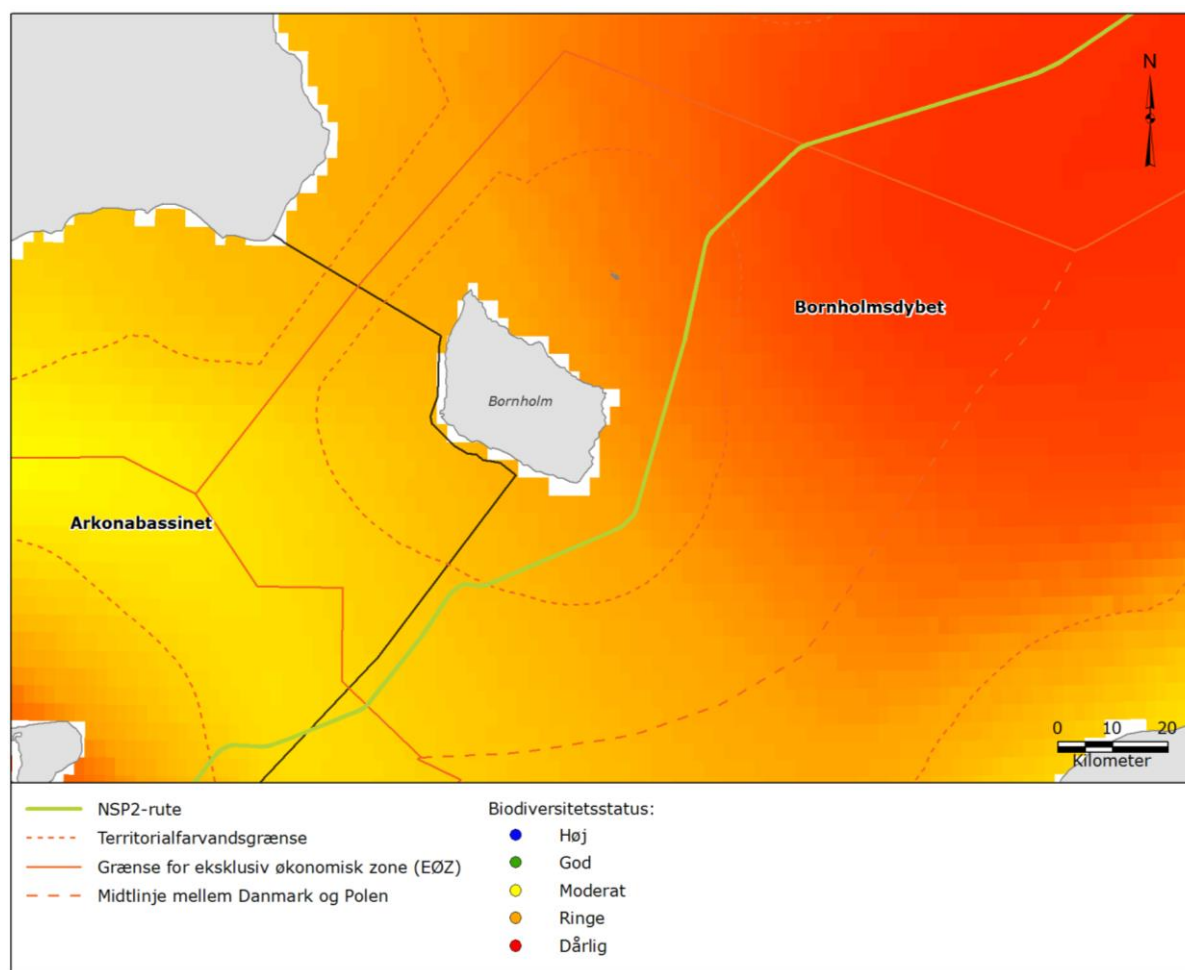 N
Bornholmsdybet
Bornholm
Arkonabassinet
0 10 20
Kilometer
NSP2-rute
Territorialfarvandsgrænse
Grænse for eksklusiv økonomisk zone (EØZ)
Midtlinje mellem Danmark og Polen
Biodiversitetsstatus:
Høj
God
Moderat
Ringe
Dårlig